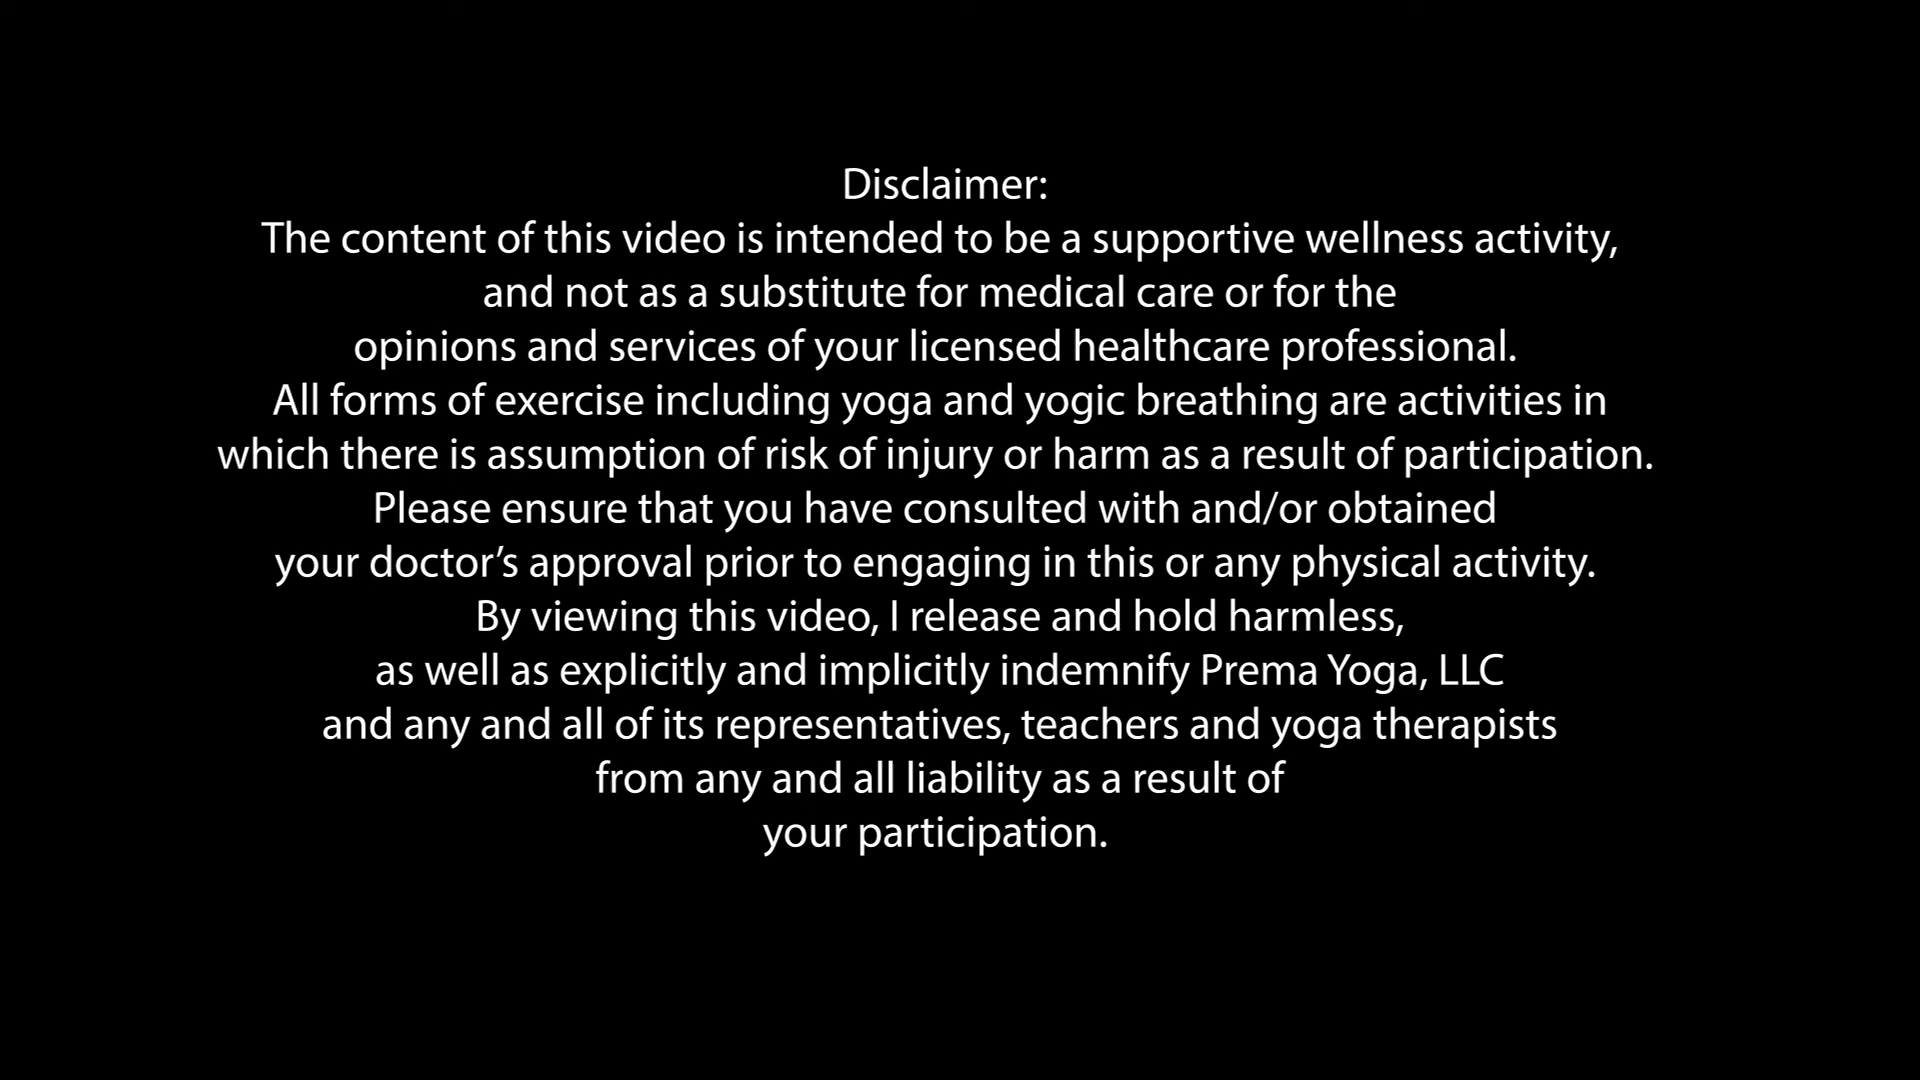 Disclaimer:
The content of this video is intended to be a supportive wellness activity,
and not as a substitute for medical care or for the
opinions and services of your licensed healthcare professional.
All forms of exercise including yoga and yogic breathing are activities in
which there is assumption of risk of injury or harm as a result of participation.
Please ensure that you have consulted with and/or obtained
your doctor’s approval prior to engaging in this or any physical activity.
By viewing this video, I release and hold harmless,
as well as explicitly and implicitly indemnify Prema Yoga, LLC
and any and all of its representatives, teachers and yoga therapists
from any and all liability as a result of
your participation.